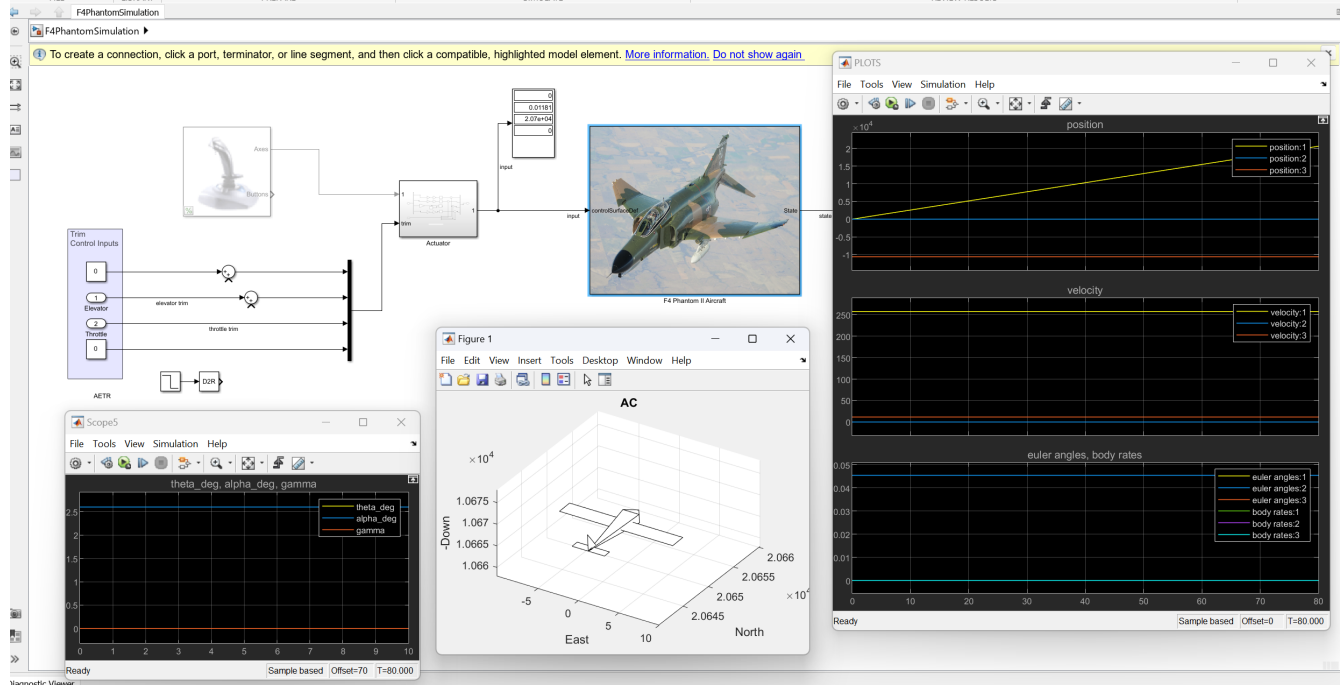 F4PhantomSimulation
F4PhantomSimulation
To create a connection, click a port, terminator, or line segment, and then click a compatible, highlighted model element. More information. Do not show again
Axes
Buttons
Trim
Control Inputs
0
1
Elevator
2
Throttle
0
elevator trim
throttle trim
AETR
D2R
1
trim
1
Actuator
0
0.01181
2.07e+04
0
input
input
controlSurfaceDef
State
state
F4 Phantom II Aircraft
Scope5
File Tools View Simulation Help
theta_deg, alpha_deg, gamma
theta_deg
alpha_deg
gamma
2.5
2
1.5
1
0.5
0
0 1 2 3 4 5 6 7 8 9 10
Ready
Sample based Offset=70 T=80.000
Figure 1
File Edit View Insert Tools Desktop Window Help
AC
×10⁴
1.0675
1.067
1.0665
1.066
-Down
-5
0
5
10
East
2.066
2.0655
2.065
2.0645
×10⁴
North
PLOTS
File Tools View Simulation Help
×10⁴
position
position:1
position:2
position:3
2
1.5
1
0.5
0
-0.5
-1
velocity
velocity:1
velocity:2
velocity:3
250
200
150
100
50
0
euler angles, body rates
euler angles:1
euler angles:2
euler angles:3
body rates:1
body rates:2
body rates:3
0.05
0.04
0.03
0.02
0.01
0
0 10 20 30 40 50 60 70 80
Ready
Sample based Offset=0 T=80.000
Diagnostic Viewer